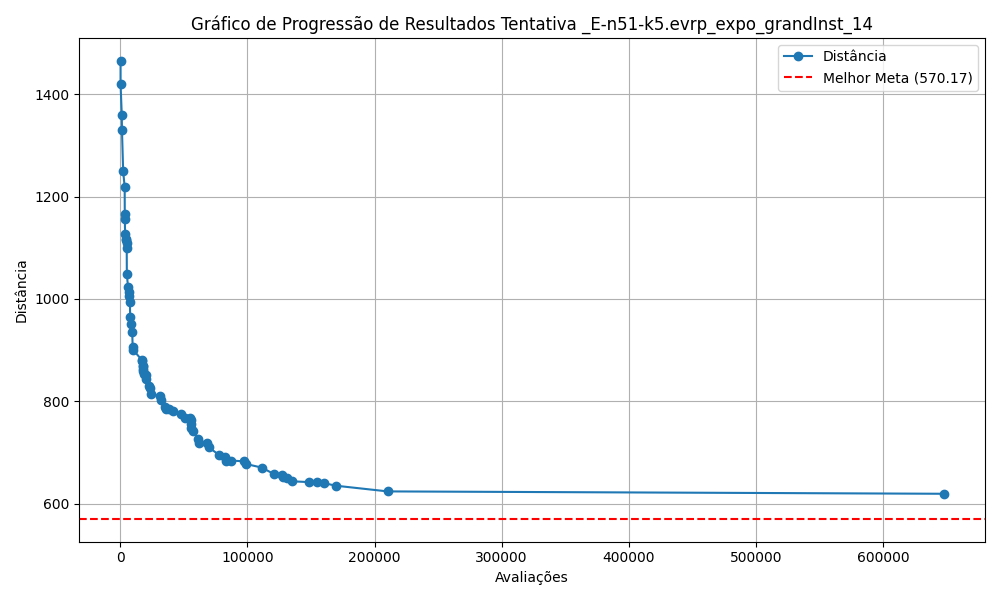 Gráfico de Progressão de Resultados Tentativa _E-n51-k5.evrp_expo_grandInst_14
Distância
Melhor Meta (570.17)
1400
1200
1000
800
600
Distância
0 100000 200000 300000 400000 500000 600000
Avaliações